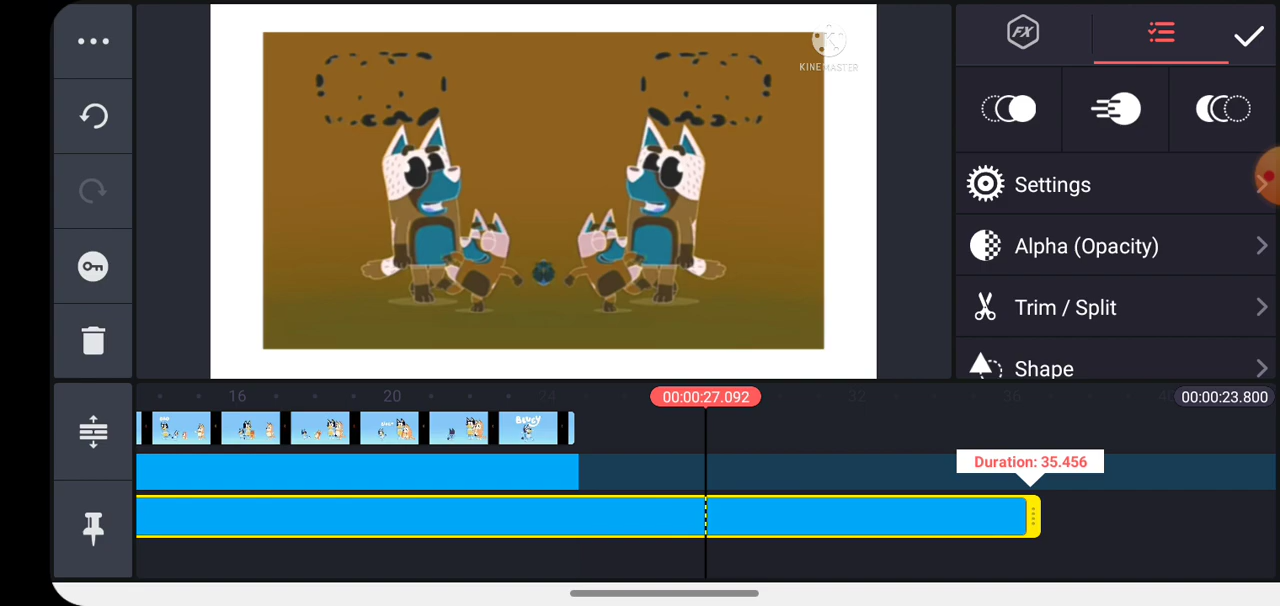 KINEMASTER
FX
Settings
Alpha (Opacity)
Trim / Split
Shape
16
20
24
00:00:27.092
32
36
00:00:23.800
Duration: 35.456